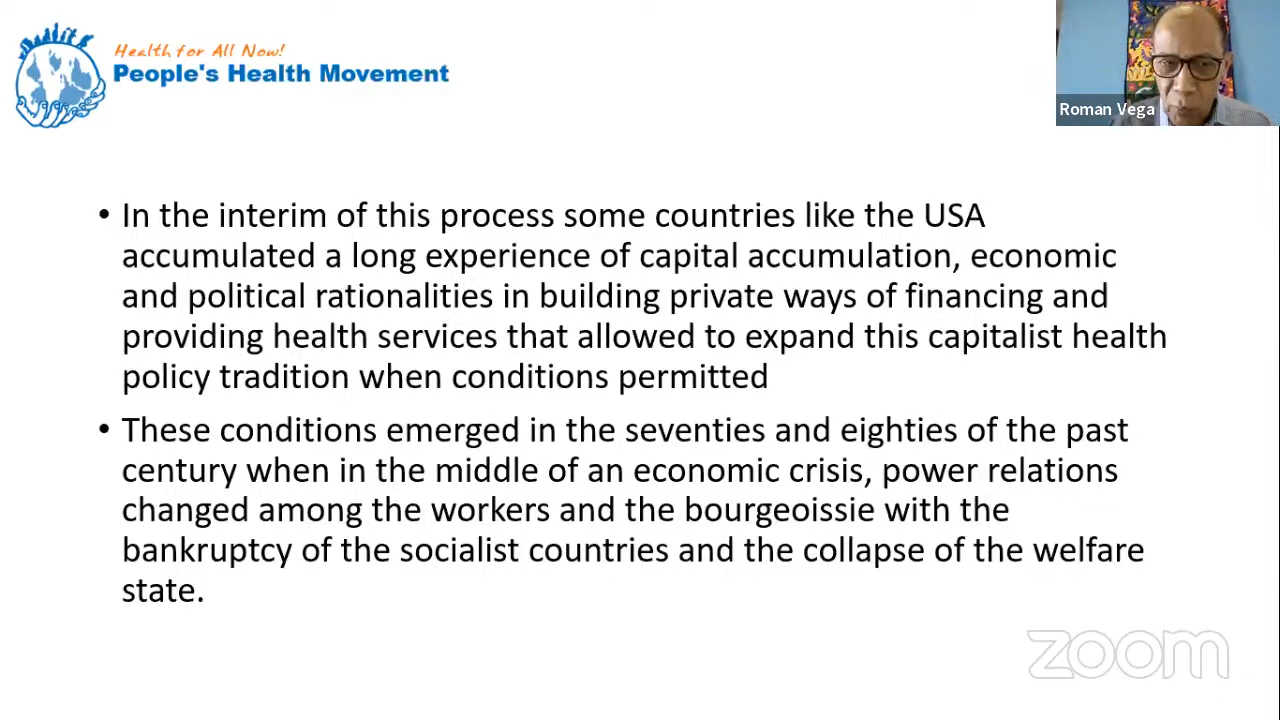 Health for All Now!
People's Health Movement
Roman Vega
• In the interim of this process some countries like the USA
accumulated a long experience of capital accumulation, economic
and political rationalities in building private ways of financing and
providing health services that allowed to expand this capitalist health
policy tradition when conditions permitted
• These conditions emerged in the seventies and eighties of the past
century when in the middle of an economic crisis, power relations
changed among the workers and the bourgeoissie with the
bankruptcy of the socialist countries and the collapse of the welfare
state.
zoom